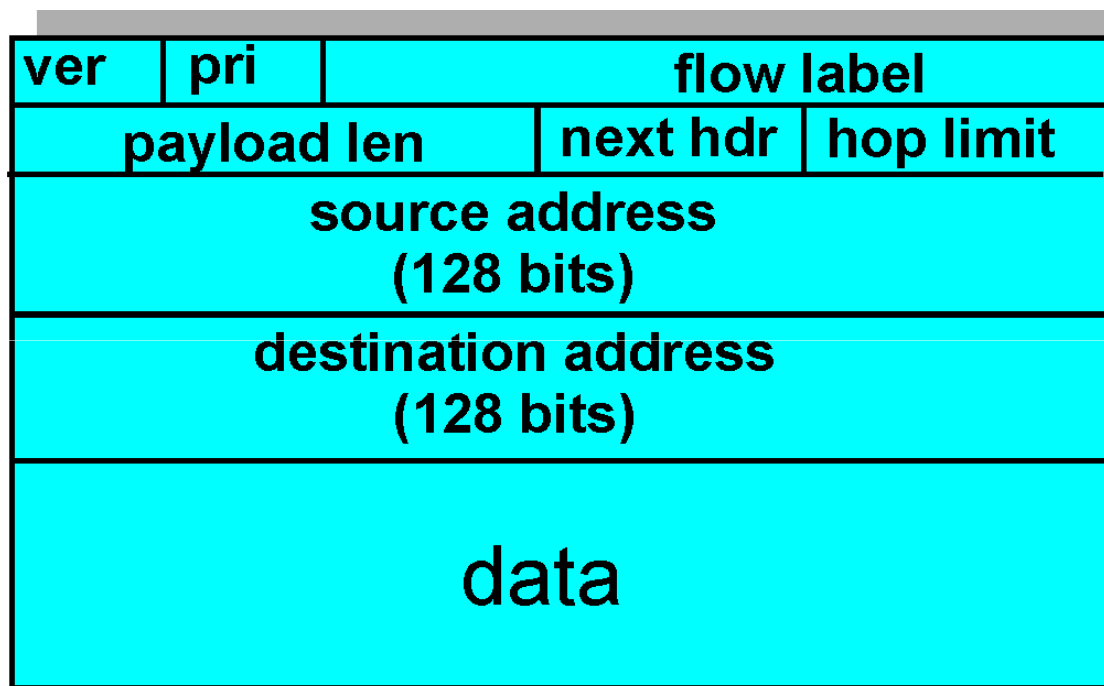 ver pri flow label
payload len next hdr hop limit
source address
(128 bits)
destination address
(128 bits)
data